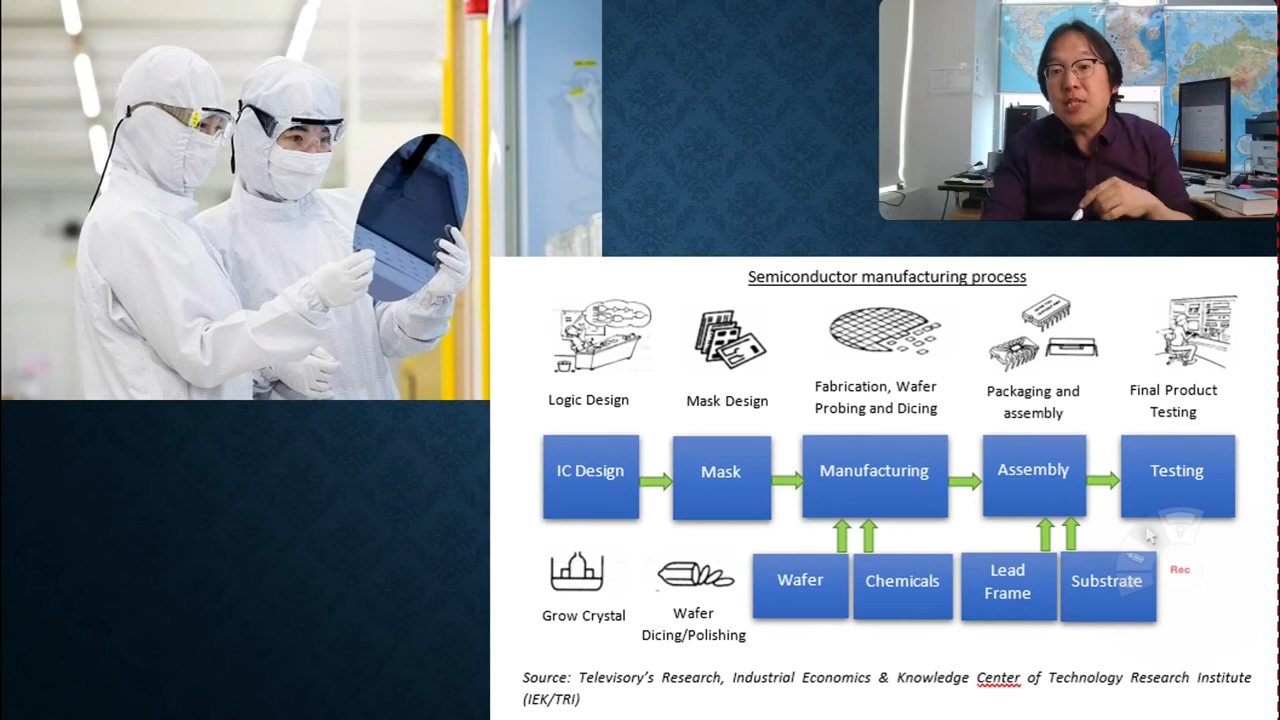 Semiconductor manufacturing process
Logic Design
Mask Design
Fabrication, Wafer
Probing and Dicing
Packaging and
assembly
Final Product
Testing
IC Design
Mask
Manufacturing
Assembly
Testing
Grow Crystal
Wafer
Dicing/Polishing
Wafer
Chemicals
Lead
Frame
Substrate
Rec
Source: Televisory's Research, Industrial Economics & Knowledge Center of Technology Research Institute
(IEK/TRI)